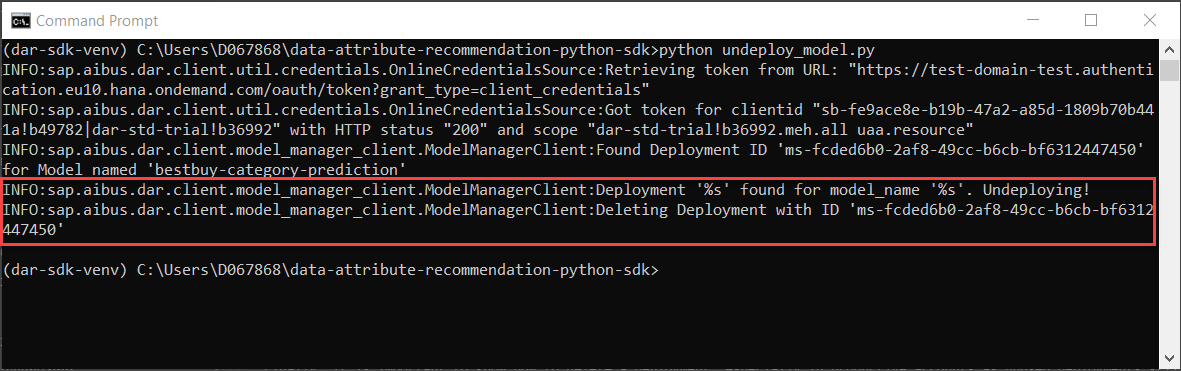 Command Prompt
(dar-sdk-venv) C:\Users\D067868\data-attribute-recommendation-python-sdk>python undeploy_model.py
INFO:sap.aibus.dar.client.util.credentials.OnlineCredentialsSource:Retrieving token from URL: "https://test-domain-test.authenti
cation.eu10.hana.ondemand.com/oauth/token?grant_type=client_credentials"
INFO:sap.aibus.dar.client.util.credentials.OnlineCredentialsSource:Got token for clientid "sb-fe9ace8e-b19b-47a2-a85d-1809b70b44
1a!b49782|dar-std-trial!b36992" with HTTP status "200" and scope "dar-std-trial!b36992.meh.all uaa.resource"
INFO:sap.aibus.dar.client.model_manager_client.ModelManagerClient:Found Deployment ID 'ms-fcded6b0-2af8-49cc-b6cb-bf6312447450'
for Model named 'bestbuy-category-prediction'
INFO:sap.aibus.dar.client.model_manager_client.ModelManagerClient:Deployment '%s' found for model_name '%s'. Undeploying!
INFO:sap.aibus.dar.client.model_manager_client.ModelManagerClient:Deleting Deployment with ID 'ms-fcded6b0-2af8-49cc-b6cb-bf6312
447450'
(dar-sdk-venv) C:\Users\D067868\data-attribute-recommendation-python-sdk>